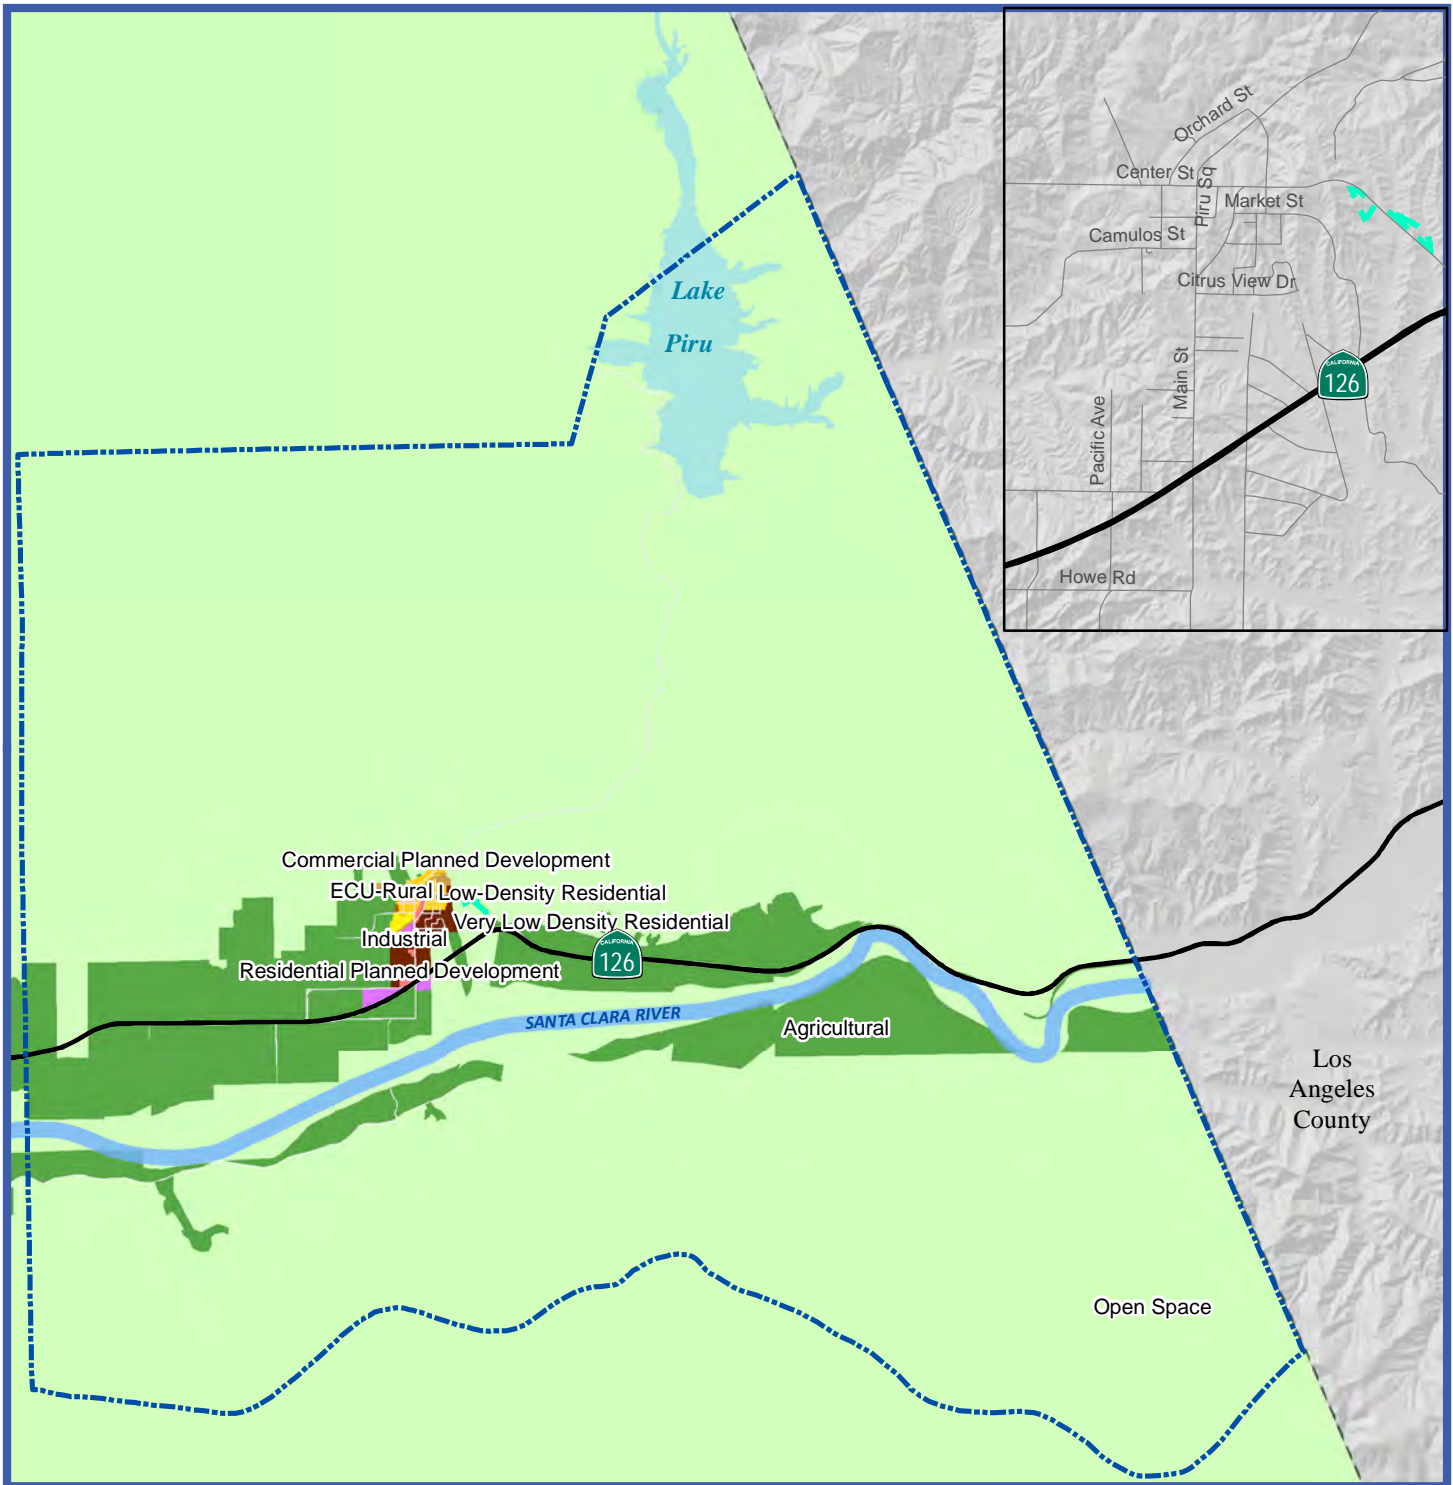 Orchard St
Center St
Piru Sq
Market St
Camulos St
Citrus View Dr
Main St
CALIFORNIA
126
Pacific Ave
Howe Rd
Lake
Piru
Commercial Planned Development
ECU-Rural
Low-Density Residential
Very Low Density Residential
Industrial
CALIFORNIA
126
Residential Planned Development
SANTA CLARA RIVER
Agricultural
Los
Angeles
County
Open Space